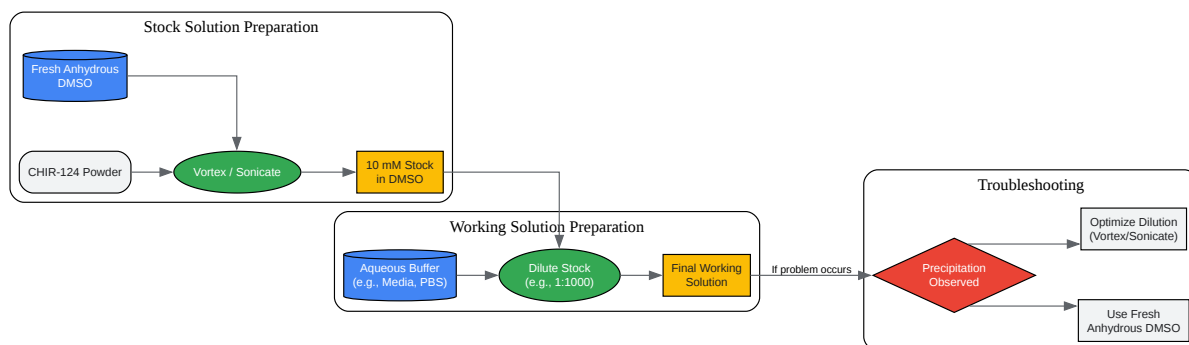 Stock Solution Preparation
Fresh Anhydrous
DMSO
CHIR-124 Powder
Vortex / Sonicate
10 mM Stock
in DMSO
Working Solution Preparation
Aqueous Buffer
(e.g., Media, PBS)
Dilute Stock
(e.g., 1:1000)
Final Working
Solution
If problem occurs
Troubleshooting
Precipitation
Observed
Optimize Dilution
(Vortex/Sonicate)
Use Fresh
Anhydrous DMSO